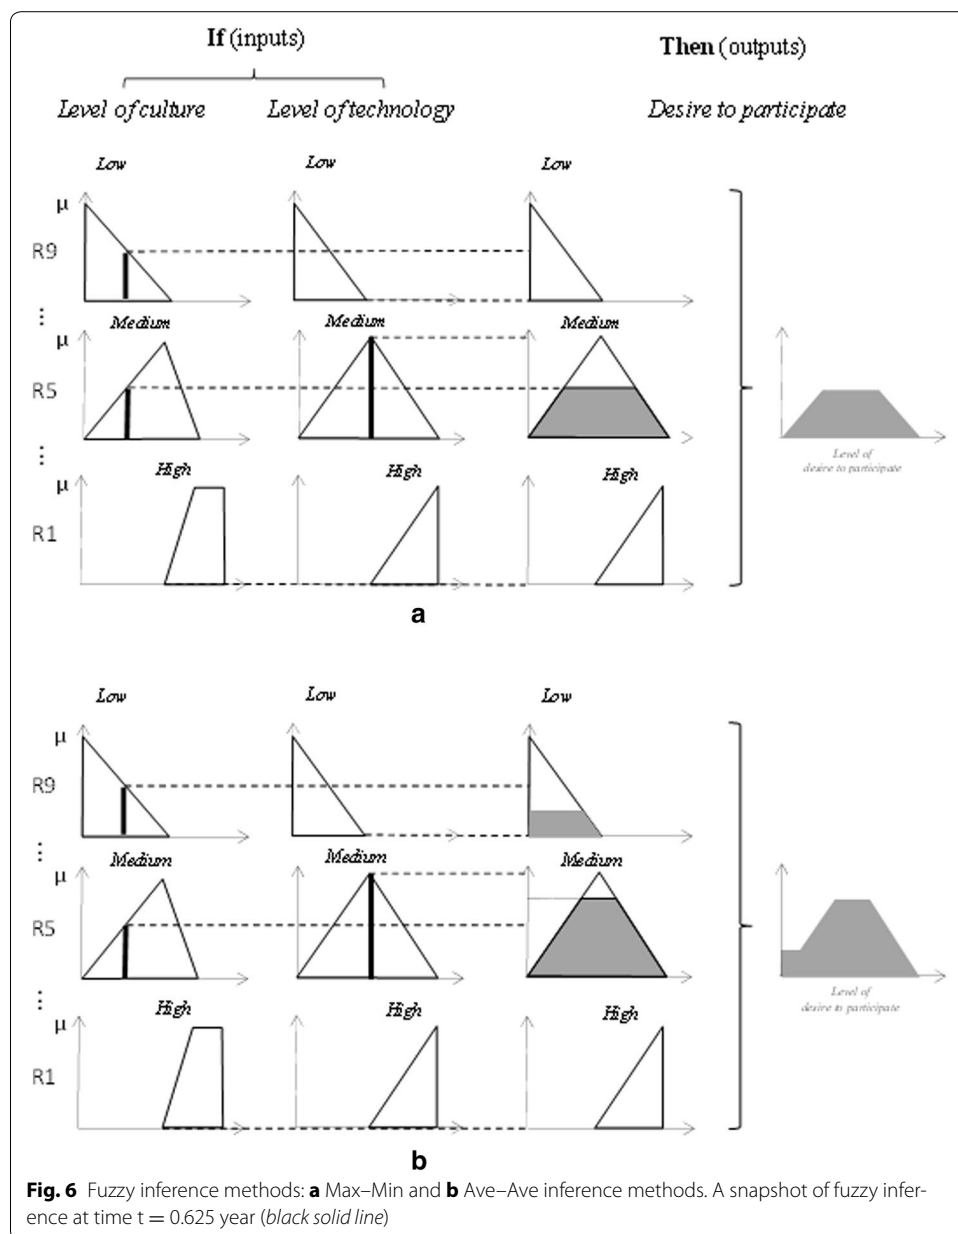 If (inputs)
Then (outputs)
Level of culture
Level of technology
Desire to participate
Low
Low
Low
μ
R9
...
Medium
Medium
Medium
μ
R5
...
High
High
High
μ
R1
Level of
desire to participate
a
Low
Low
Low
μ
R9
...
Medium
Medium
Medium
μ
R5
...
High
High
High
μ
R1
Level of
desire to participate
b
Fig. 6 Fuzzy inference methods: a Max–Min and b Ave–Ave inference methods. A snapshot of fuzzy infer-
ence at time t = 0.625 year (black solid line)